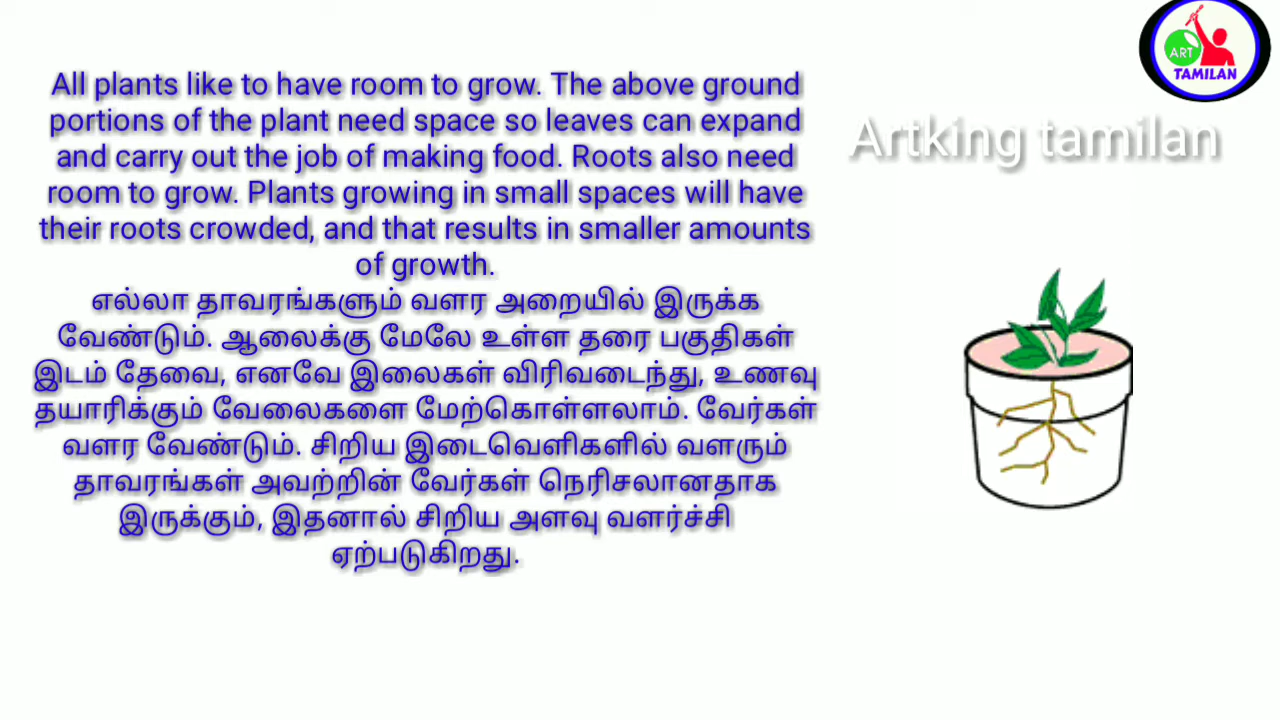 All plants like to have room to grow. The above ground
portions of the plant need space so leaves can expand
and carry out the job of making food. Roots also need
room to grow. Plants growing in small spaces will have
their roots crowded, and that results in smaller amounts
of growth.
எல்லா தாவரங்களும் வளர அறையில் இருக்க
வேண்டும். ஆலைக்கு மேலே உள்ள தரை பகுதிகள்
இடம் தேவை, எனவே இலைகள் விரிவடைந்து, உணவு
தயாரிக்கும் வேலைகளை மேற்கொள்ளலாம். வேர்கள்
வளர வேண்டும். சிறிய இடைவெளிகளில் வளரும்
தாவரங்கள் அவற்றின் வேர்கள் நெரிசலானதாக
இருக்கும், இதனால் சிறிய அளவு வளர்ச்சி
ஏற்படுகிறது.
ART
TAMILAN
Artking tamilan